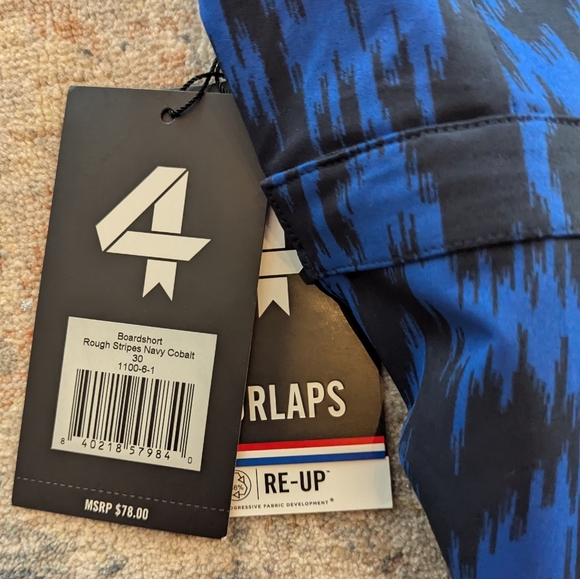 4
Boardshort
Rough Stripes Navy Cobalt
30
1100-6-1
8 40218 57984 0
MSRP $78.00
RLAPS
RE-UP™